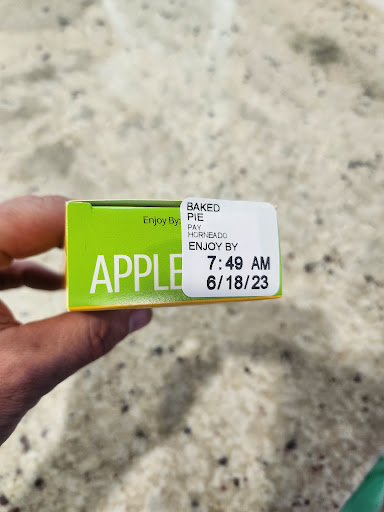 Enjoy By:
APPLE
BAKED
PIE
PAY
HORNEADO
ENJOY BY
7:49 AM
6/18/23